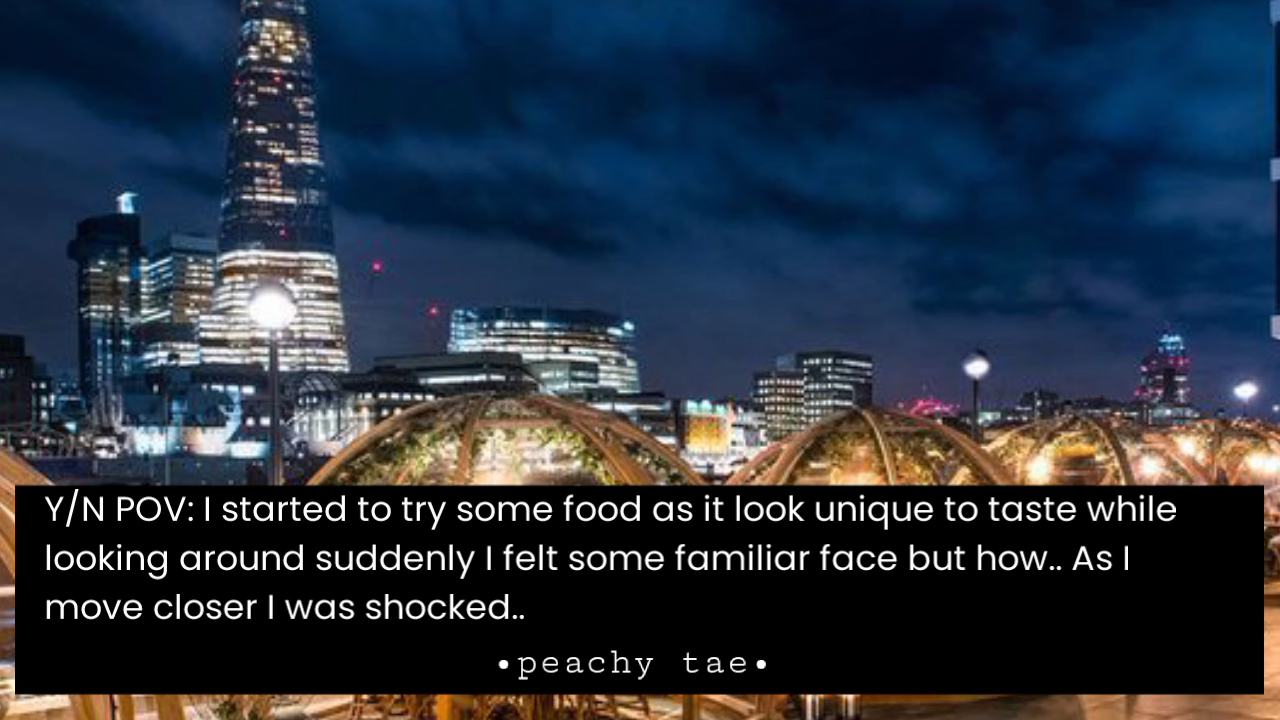 Y/N POV: I started to try some food as it look unique to taste while
looking around suddenly I felt some familiar face but how.. As I
move closer I was shocked..
•peachy tae•